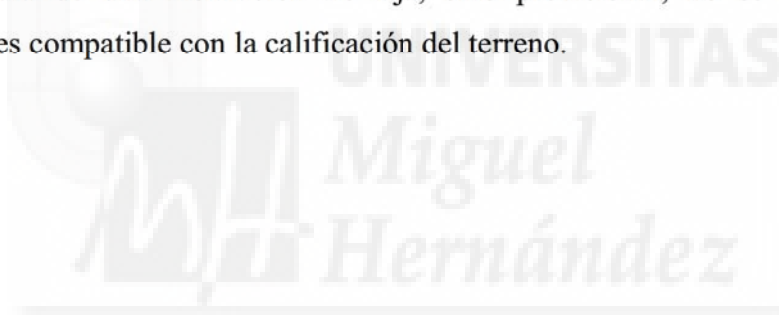 es compatible con la calificación del terreno.
UNIVERSITAS
Miguel
Hernández